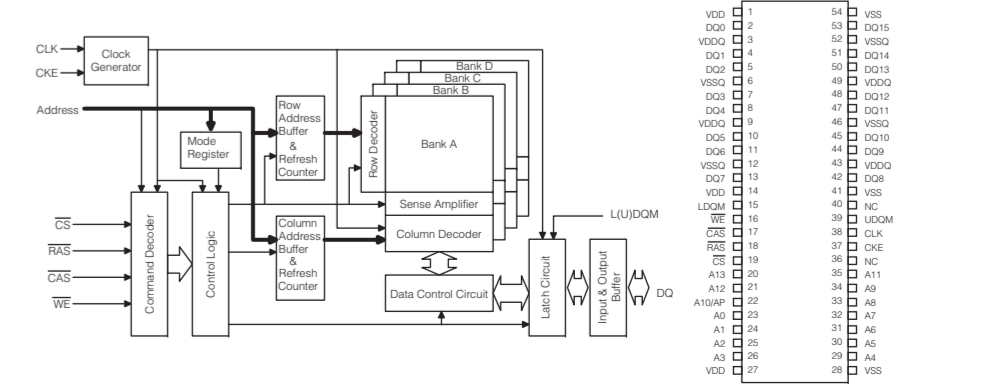 CLK
CKE
Clock
Generator
Address
Mode
Register
Row
Address
Buffer
&
Refresh
Counter
Bank D
Bank C
Bank B
Row Decoder
Bank A
Sense Amplifier
Column Decoder
Column
Address
Buffer
&
Refresh
Counter
CS
RAS
CAS
WE
Command Decoder
Control Logic
Data Control Circuit
L(U)DQM
Latch Circuit
Input & Output
Buffer
DQ
VDD 1 54 VSS
DQ0 2 53 DQ15
VDDQ 3 52 VSSQ
DQ1 4 51 DQ14
DQ2 5 50 DQ13
VSSQ 6 49 VDDQ
DQ3 7 48 DQ12
DQ4 8 47 DQ11
VDDQ 9 46 VSSQ
DQ5 10 45 DQ10
DQ6 11 44 DQ9
VSSQ 12 43 VDDQ
DQ7 13 42 DQ8
VDD 14 41 VSS
LDQM 15 40 NC
WE 16 39 UDQM
CAS 17 38 CLK
RAS 18 37 CKE
CS 19 36 NC
A13 20 35 A11
A12 21 34 A9
A10/AP 22 33 A8
A0 23 32 A7
A1 24 31 A6
A2 25 30 A5
A3 26 29 A4
VDD 27 28 VSS